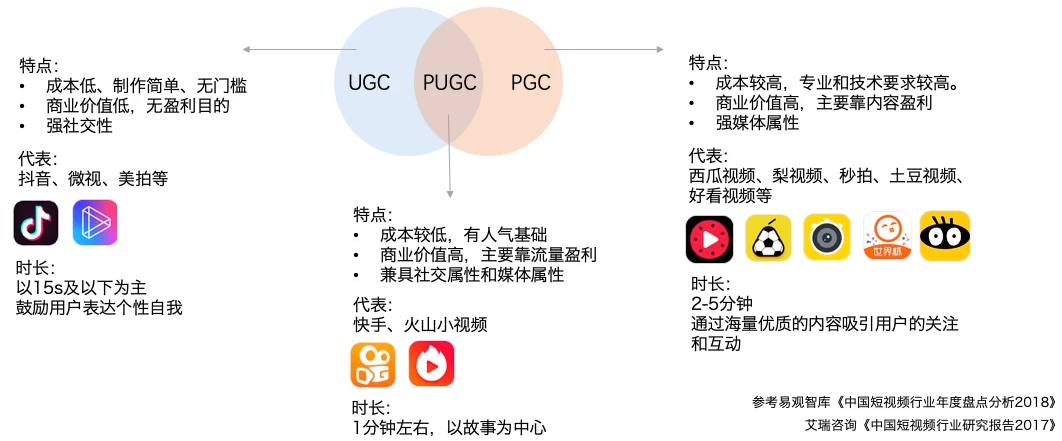 UGC
PUGC
PGC
特点：
• 成本低、制作简单、无门槛
• 商业价值低，无盈利目的
• 强社交性
代表：
抖音、微视、美拍等
时长：
以15s及以下为主
鼓励用户表达个性自我
特点：
• 成本较低，有人气基础
• 商业价值高，主要靠流量盈利
• 兼具社交属性和媒体属性
代表：
快手、火山小视频
时长：
1分钟左右，以故事为中心
特点：
• 成本较高，专业和技术要求较高。
• 商业价值高，主要靠内容盈利
• 强媒体属性
代表：
西瓜视频、梨视频、秒拍、土豆视频、
好看视频等
世界杯
时长：
2-5分钟
通过海量优质的内容吸引用户的关注
和互动
参考易观智库《中国短视频行业年度盘点分析2018》
艾瑞咨询《中国短视频行业研究报告2017》